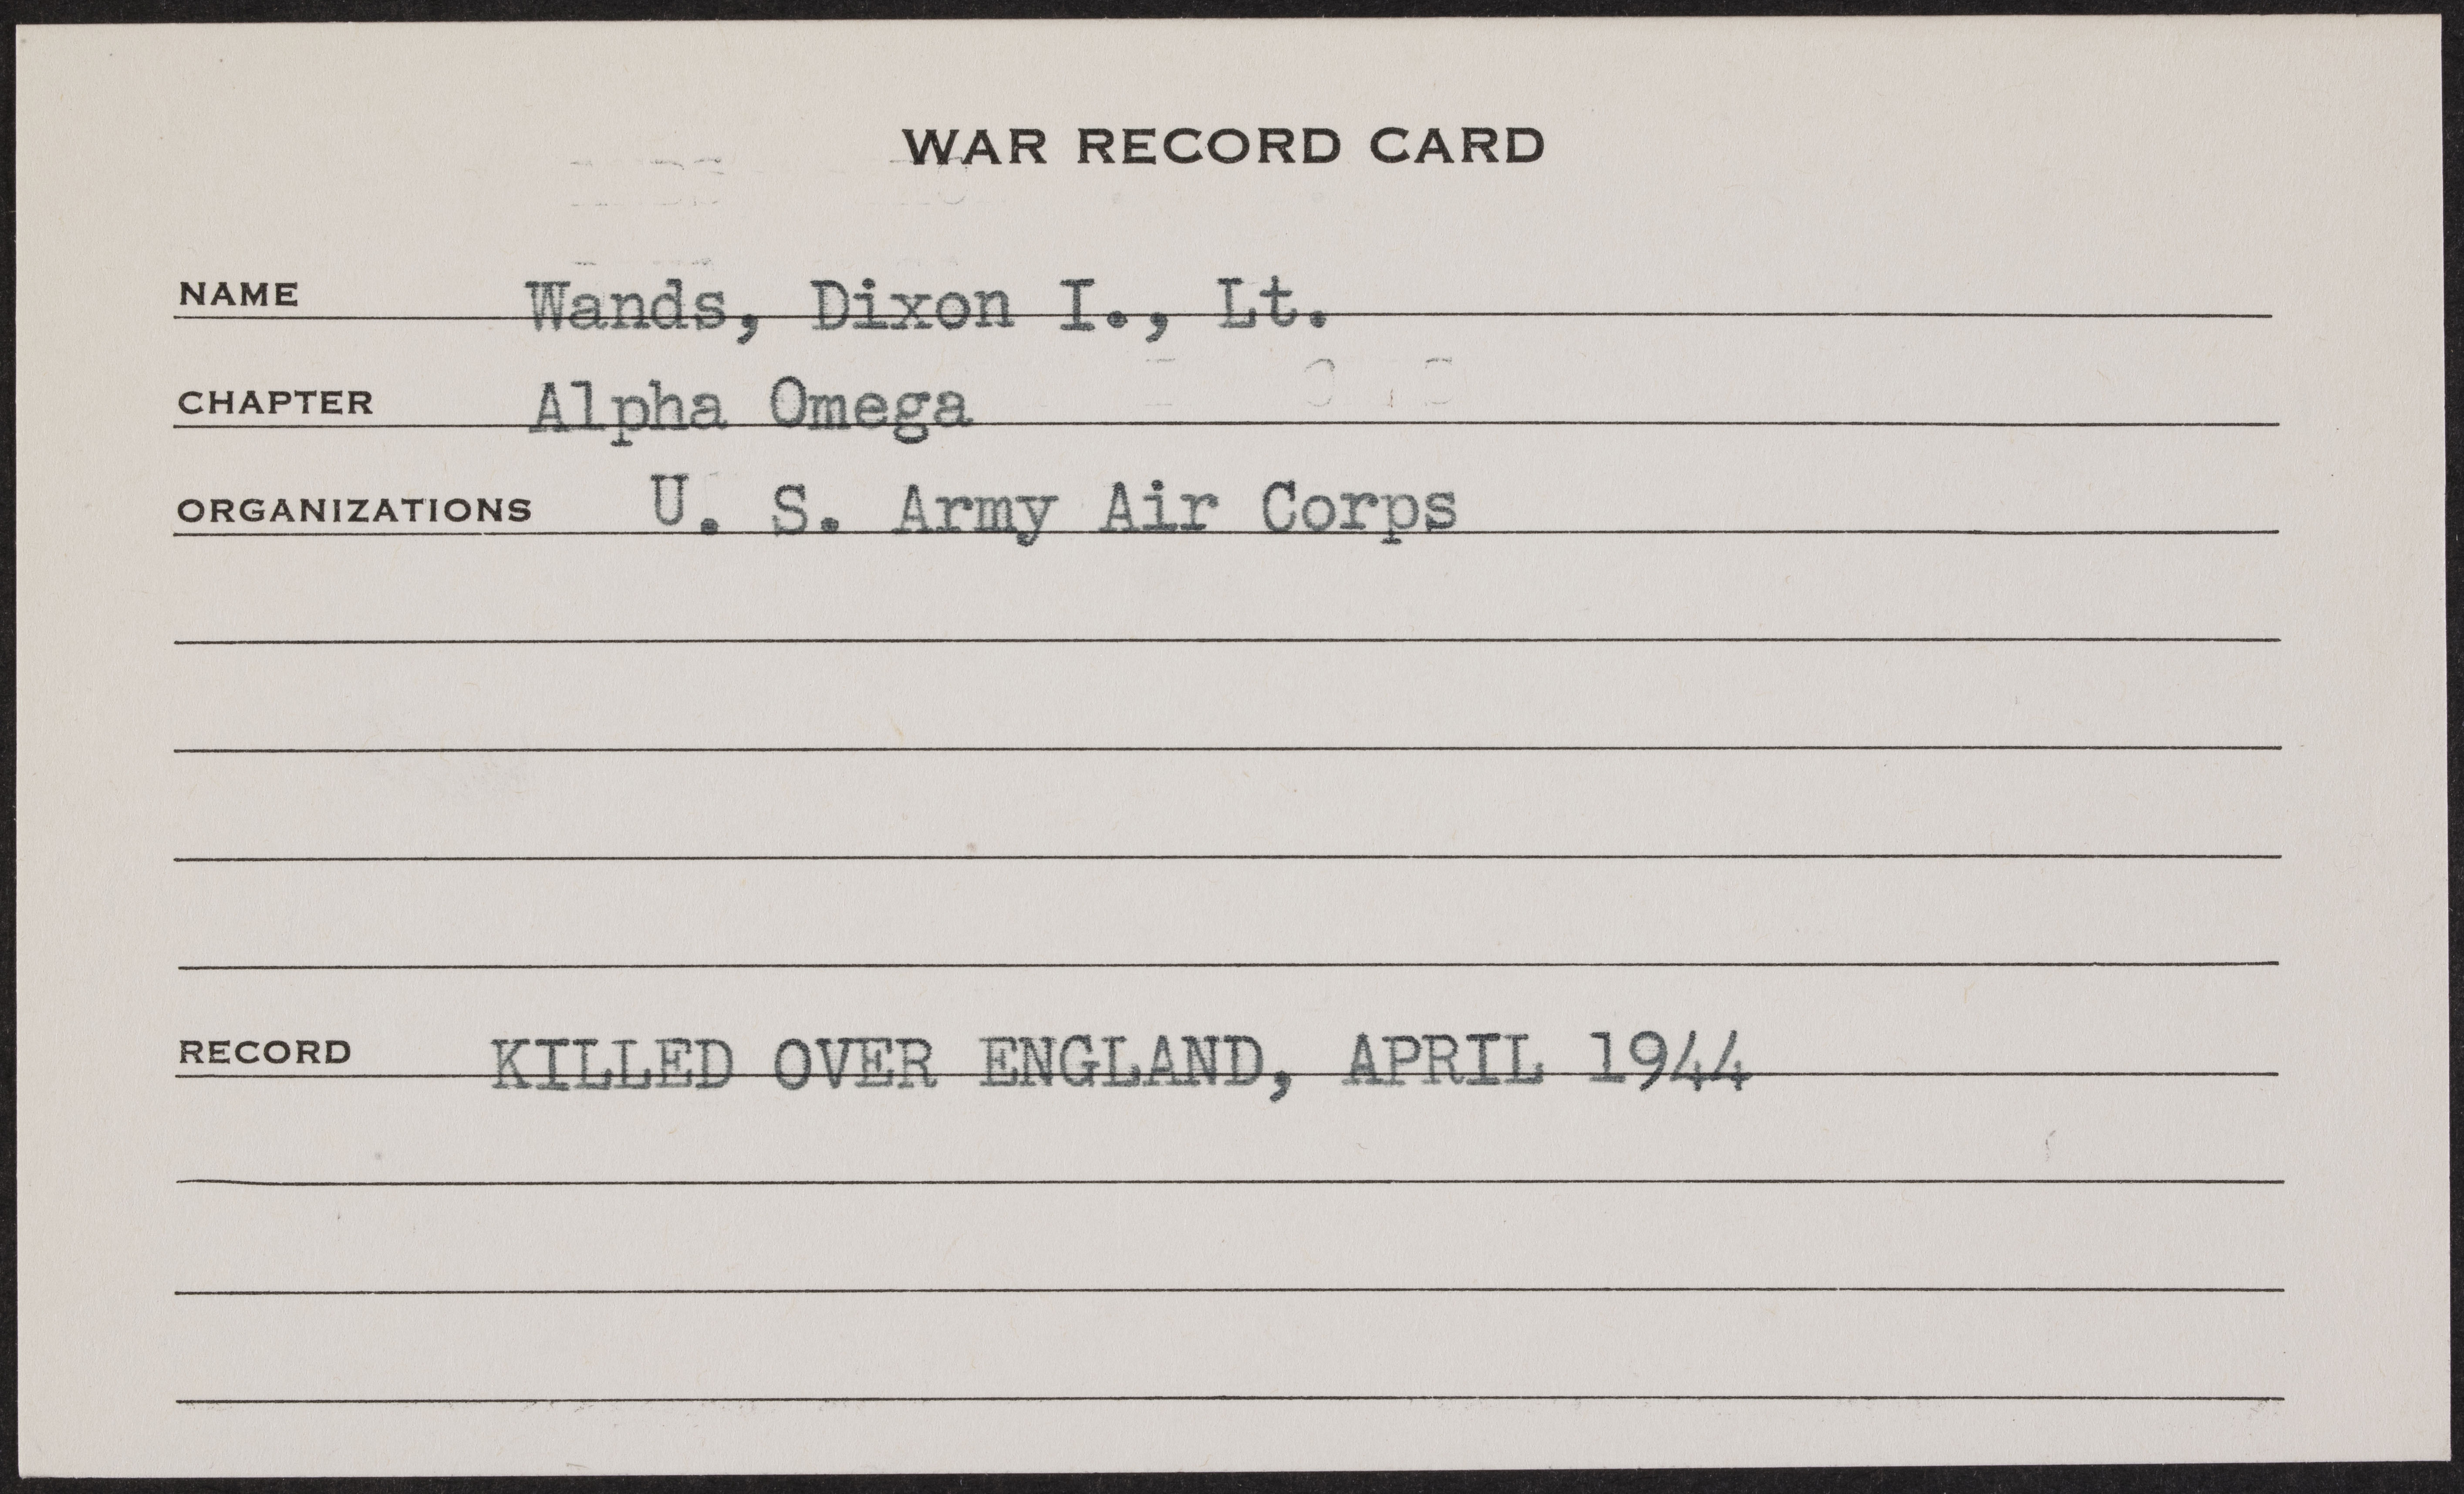 WAR RECORD CARD
NAME Wands, Dixon I., Lt.
CHAPTER Alpha Omega
ORGANIZATIONS U. S. Army Air Corps
RECORD KILLED OVER ENGLAND, APRIL 1944